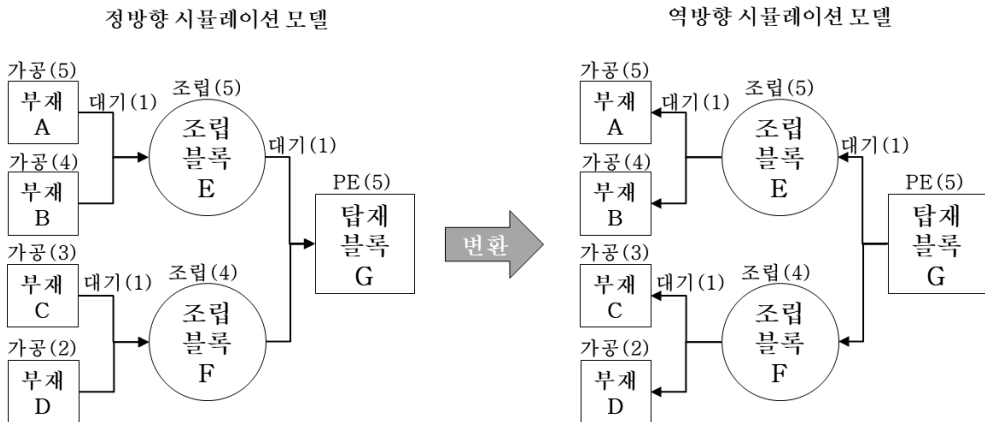 정방향 시뮬레이션 모델
가공(5)
부재
A
대기(1)
가공(4)
부재
B
조립(5)
조립
블록
E
대기(1)
가공(3)
부재
C
대기(1)
가공(2)
부재
D
조립(4)
조립
블록
F
PE(5)
탑재
블록
G
변환
역방향 시뮬레이션 모델
가공(5)
부재
A
대기(1)
가공(4)
부재
B
조립(5)
조립
블록
E
대기(1)
가공(3)
부재
C
대기(1)
가공(2)
부재
D
조립(4)
조립
블록
F
PE(5)
탑재
블록
G